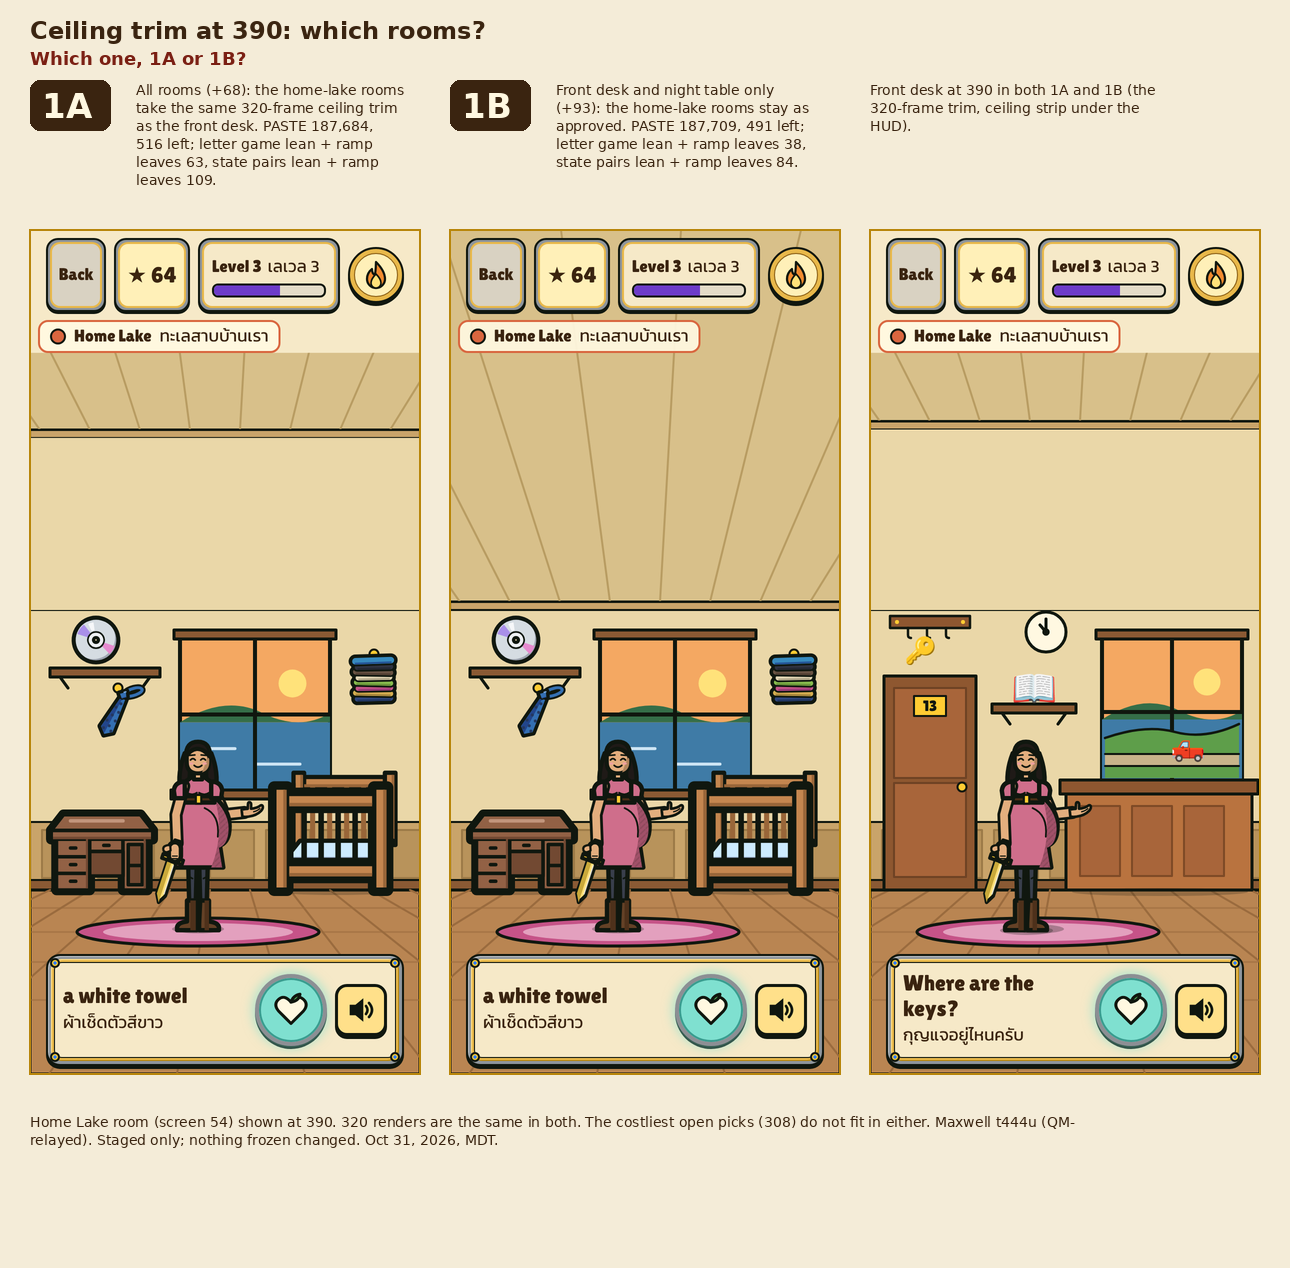 Ceiling trim at 390: which rooms?
Which one, 1A or 1B?
1A
All rooms (+68): the home-lake rooms
take the same 320-frame ceiling trim
as the front desk. PASTE 187,684,
516 left; letter game lean + ramp
leaves 63, state pairs lean + ramp
leaves 109.
1B
Front desk and night table only
(+93): the home-lake rooms stay as
approved. PASTE 187,709, 491 left;
letter game lean + ramp leaves 38,
state pairs lean + ramp leaves 84.
Front desk at 390 in both 1A and 1B (the
320-frame trim, ceiling strip under the
HUD).
Back
★ 64
Level 3 เลเวล 3
Home Lake ทะเลสาบบ้านเรา
a white towel
ผ้าเช็ดตัวสีขาว
Back
★ 64
Level 3 เลเวล 3
Home Lake ทะเลสาบบ้านเรา
a white towel
ผ้าเช็ดตัวสีขาว
Back
★ 64
Level 3 เลเวล 3
Home Lake ทะเลสาบบ้านเรา
13
Where are the
keys?
กุญแจอยู่ไหนครับ
Home Lake room (screen 54) shown at 390. 320 renders are the same in both. The costliest open picks (308) do not fit in either. Maxwell t444u (QM-
relayed). Staged only; nothing frozen changed. Oct 31, 2026, MDT.